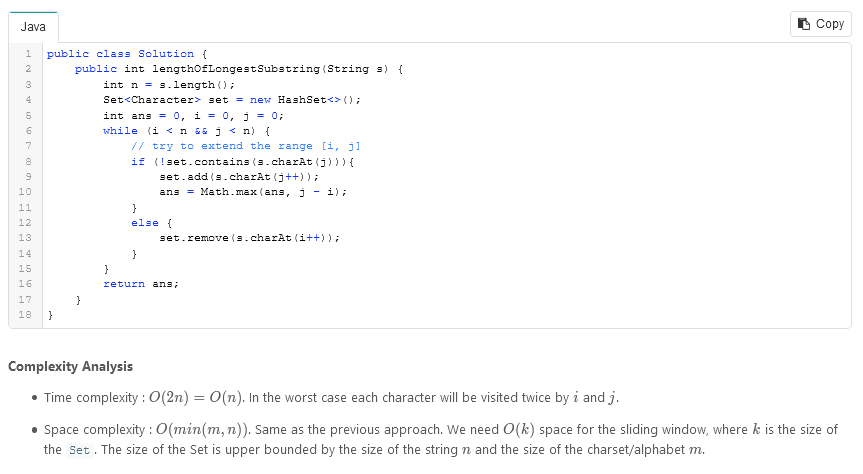 Java
Copy
1 public class Solution {
2     public int lengthOfLongestSubstring(String s) {
3         int n = s.length();
4         Set<Character> set = new HashSet<>();
5         int ans = 0, i = 0, j = 0;
6         while (i < n && j < n) {
7             // try to extend the range [i, j]
8             if (!set.contains(s.charAt(j))){
9                 set.add(s.charAt(j++));
10                 ans = Math.max(ans, j - i);
11             }
12             else {
13                 set.remove(s.charAt(i++));
14             }
15         }
16         return ans;
17     }
18 }
Complexity Analysis
• Time complexity : O(2n) = O(n). In the worst case each character will be visited twice by i and j.
• Space complexity : O(min(m, n)). Same as the previous approach. We need O(k) space for the sliding window, where k is the size of
the Set . The size of the Set is upper bounded by the size of the string n and the size of the charset/alphabet m.